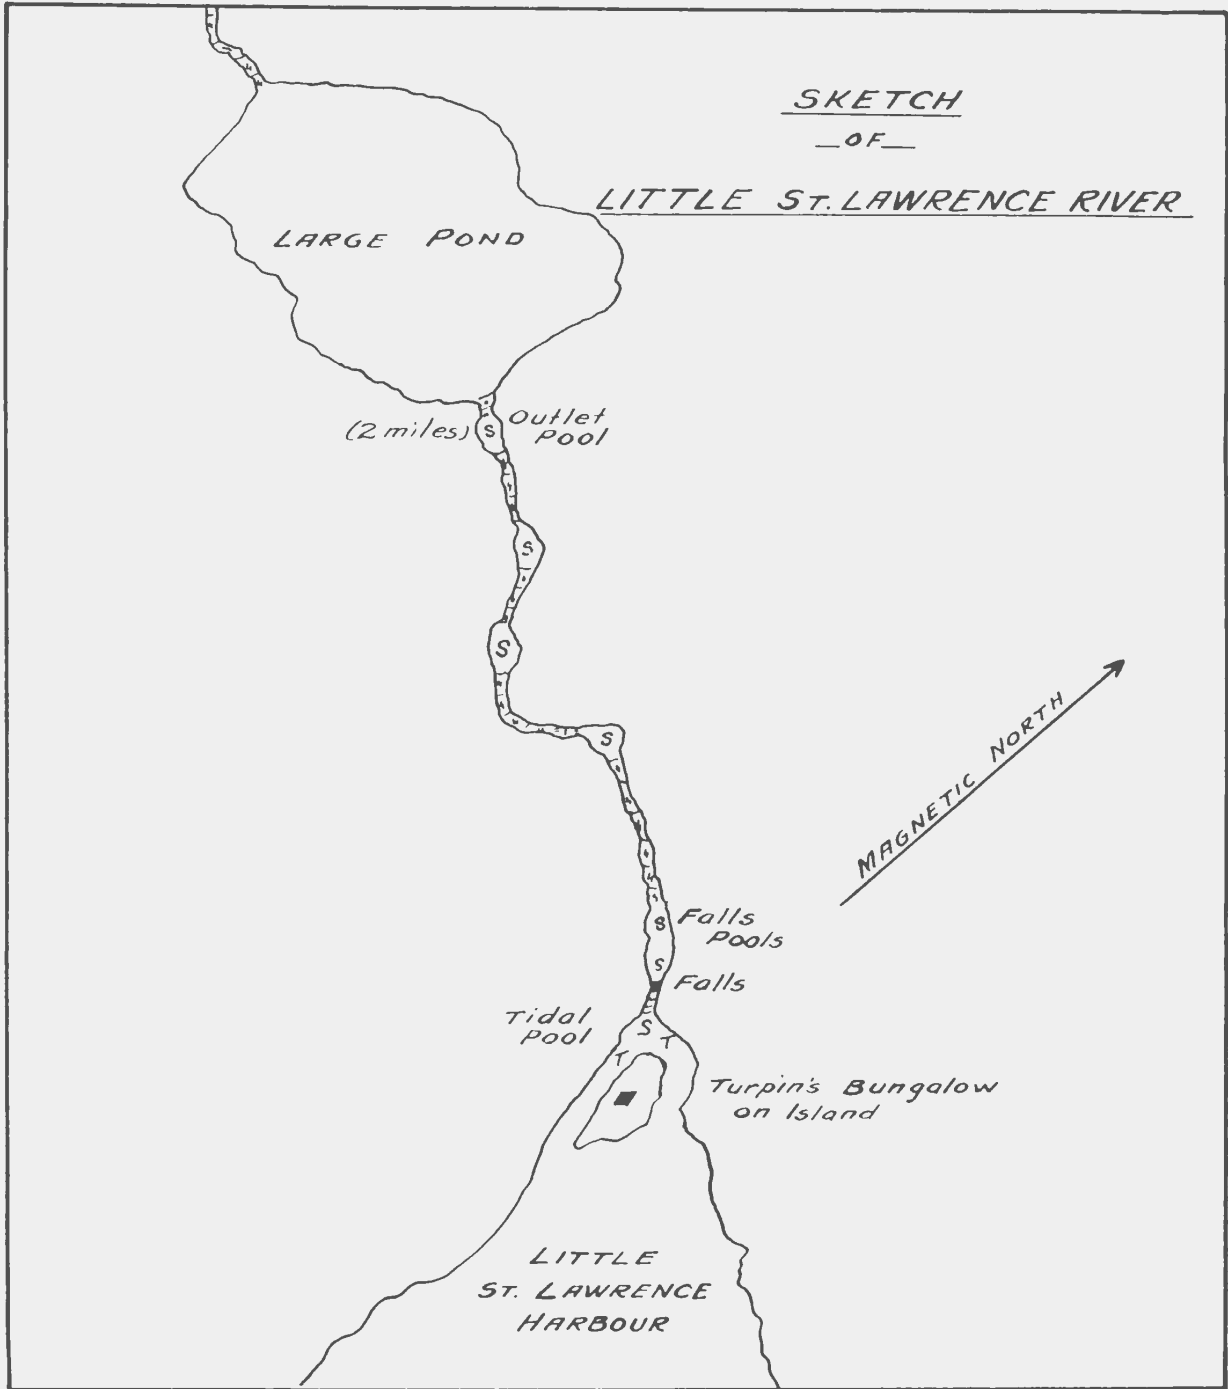 SKETCH
OF
LITTLE ST. LAWRENCE RIVER
LARGE POND
(2 miles)
S
Outlet
Pool
S
S
S
MAGNETIC NORTH
S
Falls
Pools
S
Falls
Tidal
Pool
S
T
T
Turpin's Bungalow
on Island
LITTLE
ST. LAWRENCE
HARBOUR